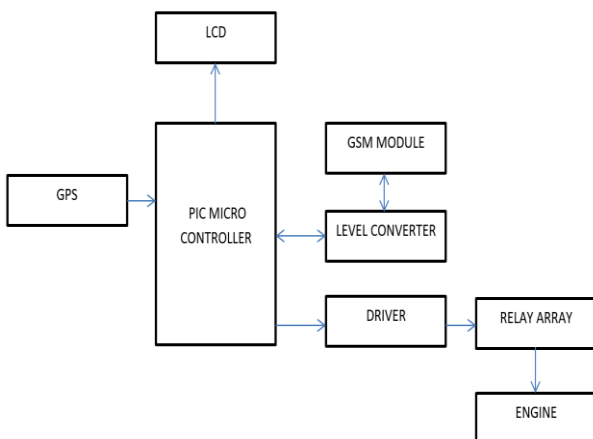 LCD
GSM MODULE
GPS
PIC MICRO
CONTROLLER
LEVEL CONVERTER
DRIVER
RELAY ARRAY
ENGINE